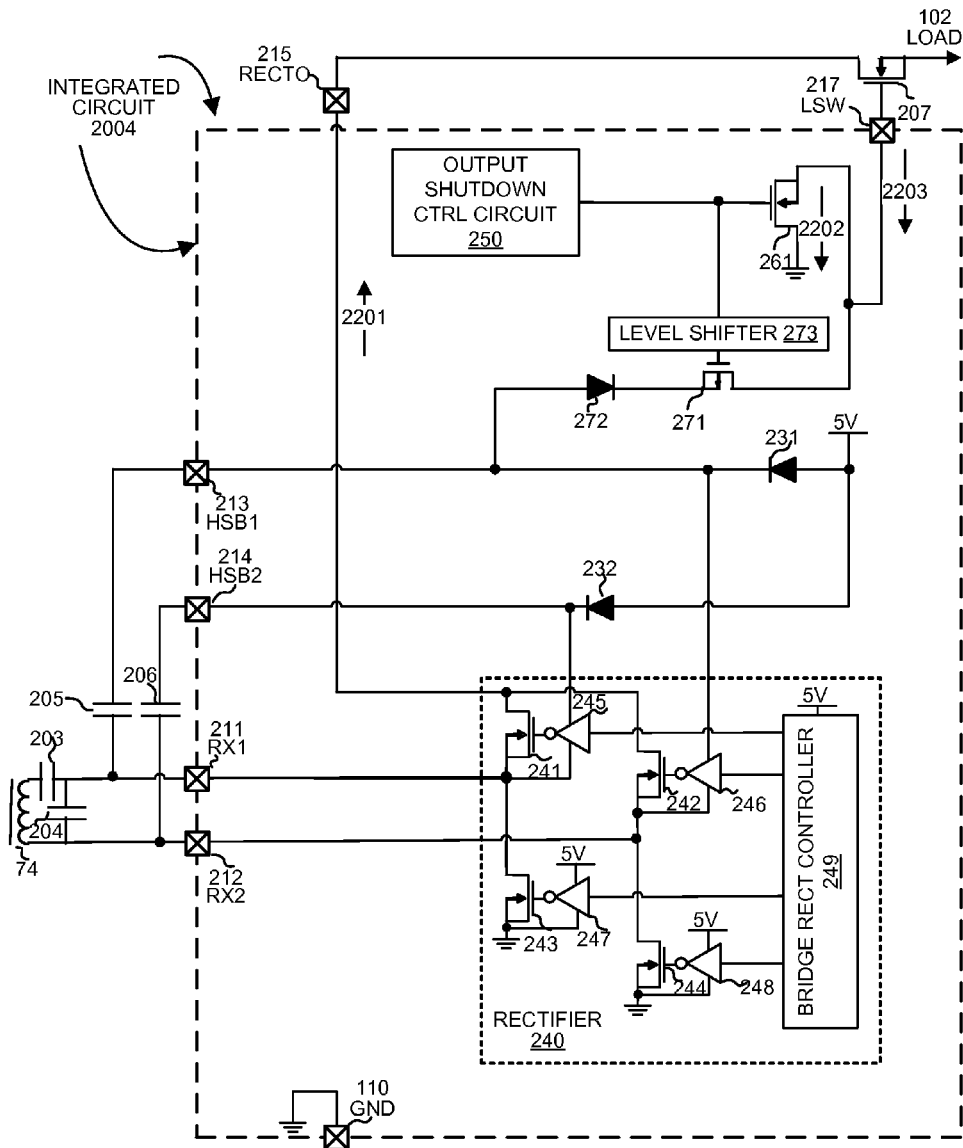 102
LOAD
215
RECTO
INTEGRATED
CIRCUIT
2004
217
LSW
207
OUTPUT
SHUTDOWN
CTRL CIRCUIT
250
2202
2203
261
2201
LEVEL SHIFTER 273
272
271
5V
231
213
HSB1
214
HSB2
232
205
206
203
211
RX1
245
5V
241
242
246
204
74
212
RX2
5V
243
247
5V
244
248
BRIDGE RECT CONTROLLER
249
RECTIFIER
240
110
GND